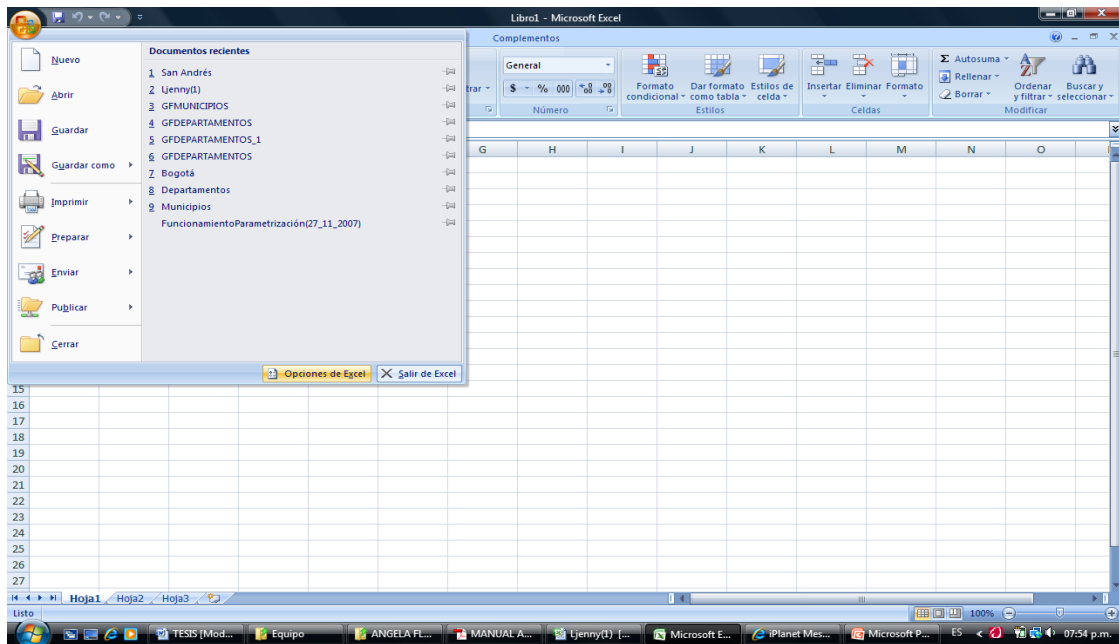 Libro1 - Microsoft Excel
Complementos
Nuevo
Abrir
Guardar
Guardar como
Imprimir
Preparar
Enviar
Publicar
Cerrar
Documentos recientes
1 San Andrés
2 Ljenny(1)
3 GFMUNICIPIOS
4 GFDEPARTAMENTOS
5 GFDEPARTAMENTOS_1
6 GFDEPARTAMENTOS
7 Bogotá
8 Departamentos
9 Municipios
FuncionamientoParametrización(27_11_2007)
Opciones de Excel
Salir de Excel
trar
General
$ % 000
Número
Formato condicional
Dar formato como tabla
Estilos de celda
Estilos
Insertar Eliminar Formato
Celdas
Σ Autosuma
Rellenar
Borrar
Ordenar y filtrar
Buscar y seleccionar
Modificar
G H I J K L M N O
15
16
17
18
19
20
21
22
23
24
25
26
27
Hoja1 Hoja2 Hoja3
Listo
100%
TESIS [Mod...
Equipo
ANGELA FL...
MANUAL A...
Ljenny(1) [...
Microsoft E...
iPlanet Mes...
Microsoft P...
ES
07:54 p.m.